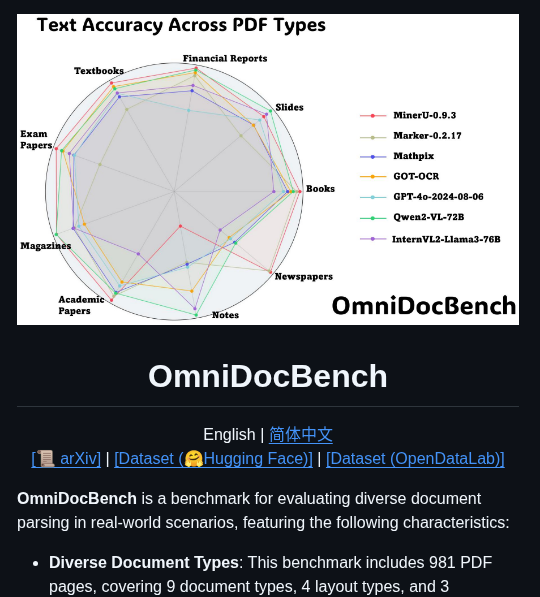 Text Accuracy Across PDF Types
Financial Reports
Textbooks
Slides
Exam
Papers
Books
Magazines
Newspapers
Academic
Papers
Notes
MinerU-0.9.3
Marker-0.2.17
Mathpix
GOT-OCR
GPT-4o-2024-08-06
Qwen2-VL-72B
InternVL2-Llama3-76B
OmniDocBench
OmniDocBench
English | 简体中文
[📜 arXiv] | [Dataset (🤗Hugging Face)] | [Dataset (OpenDataLab)]
OmniDocBench is a benchmark for evaluating diverse document
parsing in real-world scenarios, featuring the following characteristics:
• Diverse Document Types: This benchmark includes 981 PDF
pages, covering 9 document types, 4 layout types, and 3